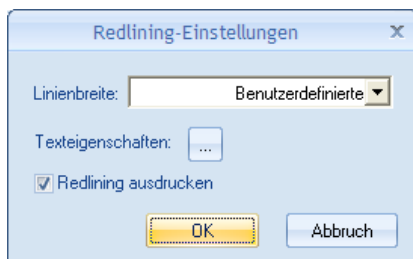 Redlining-Einstellungen
Linienbreite: Benutzerdefinierte
Texteigenschaften: ...
Redlining ausdrucken
OK Abbruch